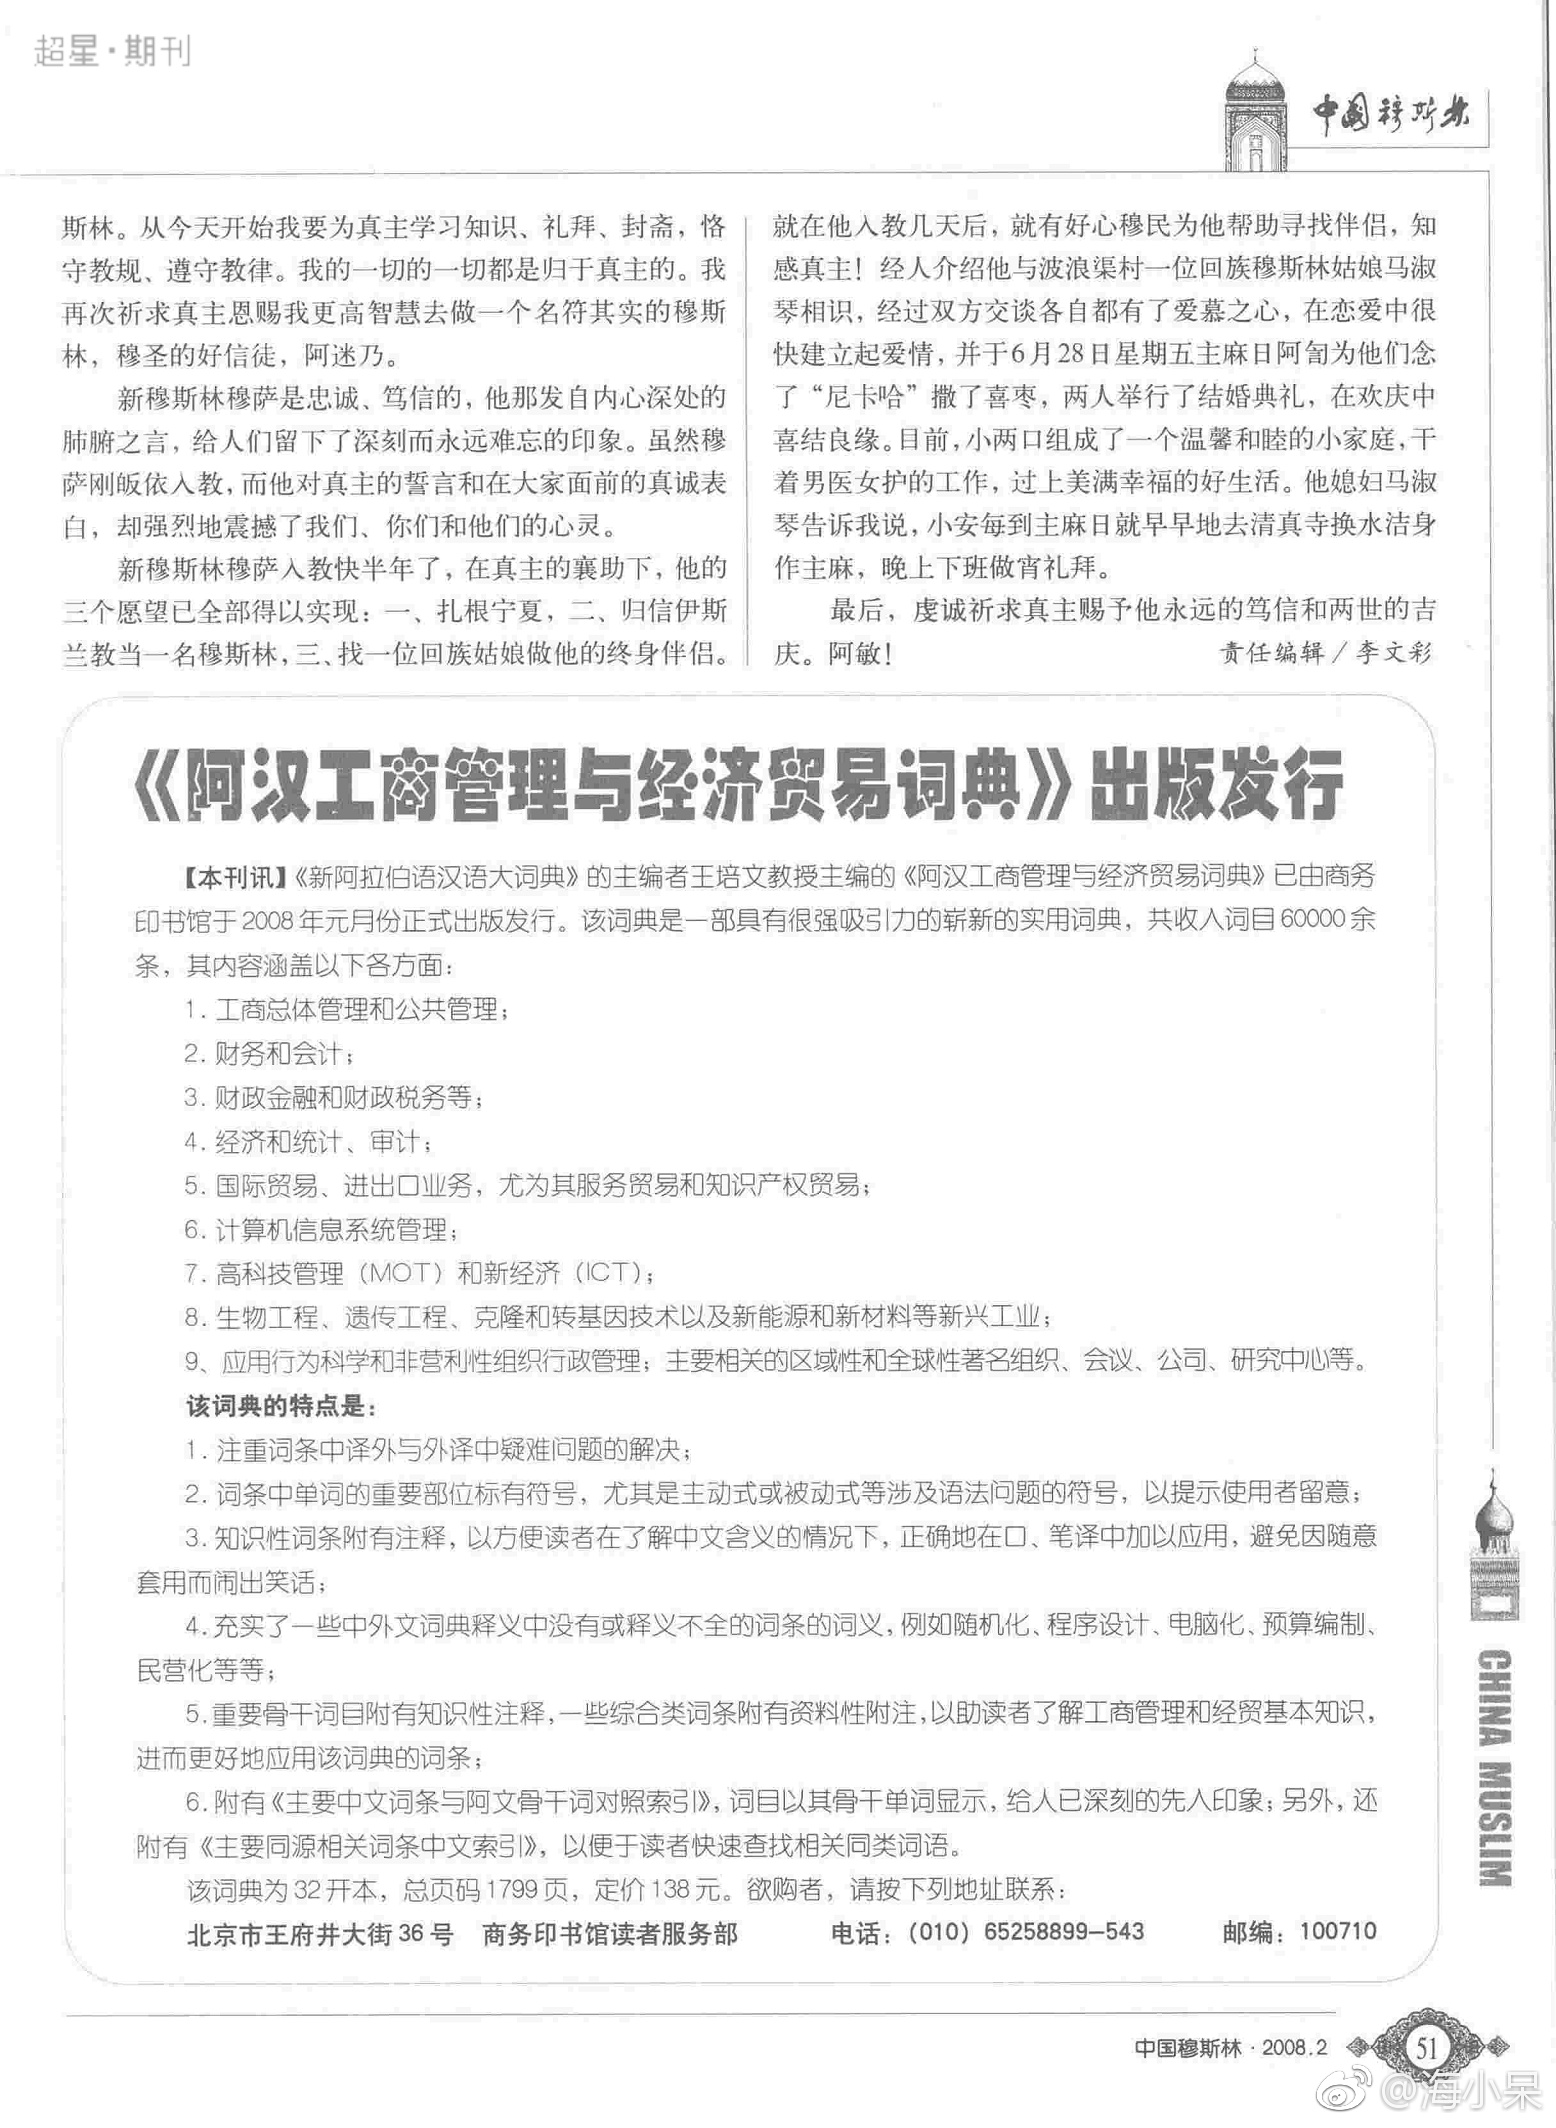 超星·期刊
中国穆斯林
斯林。从今天开始我要为真主学习知识、礼拜、封斋，恪
守教规、遵守教律。我的一切的一切都是归于真主的。我
再次祈求真主恩赐我更高智慧去做一个名符其实的穆斯
林，穆圣的好信徒，阿迷乃。
新穆斯林穆萨是忠诚、笃信的，他那发自内心深处的
肺腑之言，给人们留下了深刻而永远难忘的印象。虽然穆
萨刚皈依入教，而他对真主的誓言和在大家面前的真诚表
白，却强烈地震撼了我们、你们和他们的心灵。
新穆斯林穆萨入教快半年了，在真主的襄助下，他的
三个愿望已全部得以实现：一、扎根宁夏，二、归信伊斯
兰教当一名穆斯林，三、找一位回族姑娘做他的终身伴侣。
就在他入教几天后，就有好心穆民为他帮助寻找伴侣，知
感真主！经人介绍他与波浪渠村一位回族穆斯林姑娘马淑
琴相识，经过双方交谈各自都有了爱慕之心，在恋爱中很
快建立起爱情，并于6月28日星期五主麻日阿訇为他们念
了“尼卡哈”撒了喜枣，两人举行了结婚典礼，在欢庆中
喜结良缘。目前，小两口组成了一个温馨和睦的小家庭，干
着男医女护的工作，过上美满幸福的好生活。他媳妇马淑
琴告诉我说，小安每到主麻日就早早地去清真寺换水洁身
作主麻，晚上下班做宵礼拜。
最后，虔诚祈求真主赐予他永远的笃信和两世的吉
庆。阿敏！ 责任编辑／李文彩
《阿汉工商管理与经济贸易词典》出版发行
【本刊讯】《新阿拉伯语汉语大词典》的主编者王培文教授主编的《阿汉工商管理与经济贸易词典》已由商务
印书馆于2008年元月份正式出版发行。该词典是一部具有很强吸引力的崭新的实用词典，共收入词目60000余
条，其内容涵盖以下各方面：
1. 工商总体管理和公共管理；
2. 财务和会计；
3. 财政金融和财政税务等；
4. 经济和统计、审计；
5. 国际贸易、进出口业务，尤为其服务贸易和知识产权贸易；
6. 计算机信息系统管理；
7. 高科技管理（MOT）和新经济（ICT）；
8. 生物工程、遗传工程、克隆和转基因技术以及新能源和新材料等新兴工业；
9、应用行为科学和非营利性组织行政管理；主要相关的区域性和全球性著名组织、会议、公司、研究中心等。
该词典的特点是：
1. 注重词条中译外与外译中疑难问题的解决；
2. 词条中单词的重要部位标有符号，尤其是主动式或被动式等涉及语法问题的符号，以提示使用者留意；
3. 知识性词条附有注释，以方便读者在了解中文含义的情况下，正确地在口、笔译中加以应用，避免因随意
套用而闹出笑话；
4. 充实了一些中外文词典释义中没有或释义不全的词条的词义，例如随机化、程序设计、电脑化、预算编制、
民营化等等；
5. 重要骨干词目附有知识性注释，一些综合类词条附有资料性附注，以助读者了解工商管理和经贸基本知识，
进而更好地应用该词典的词条；
6. 附有《主要中文词条与阿文骨干词对照索引》，词目以其骨干单词显示，给人已深刻的先入印象；另外，还
附有《主要同源相关词条中文索引》，以便于读者快速查找相关同类词语。
该词典为32开本，总页码1799页，定价138元。欲购者，请按下列地址联系：
北京市王府井大街36号 商务印书馆读者服务部 电话：（010）65258899—543 邮编：100710
CHINA MUSLIM
中国穆斯林·2008.2
51
@海小呆